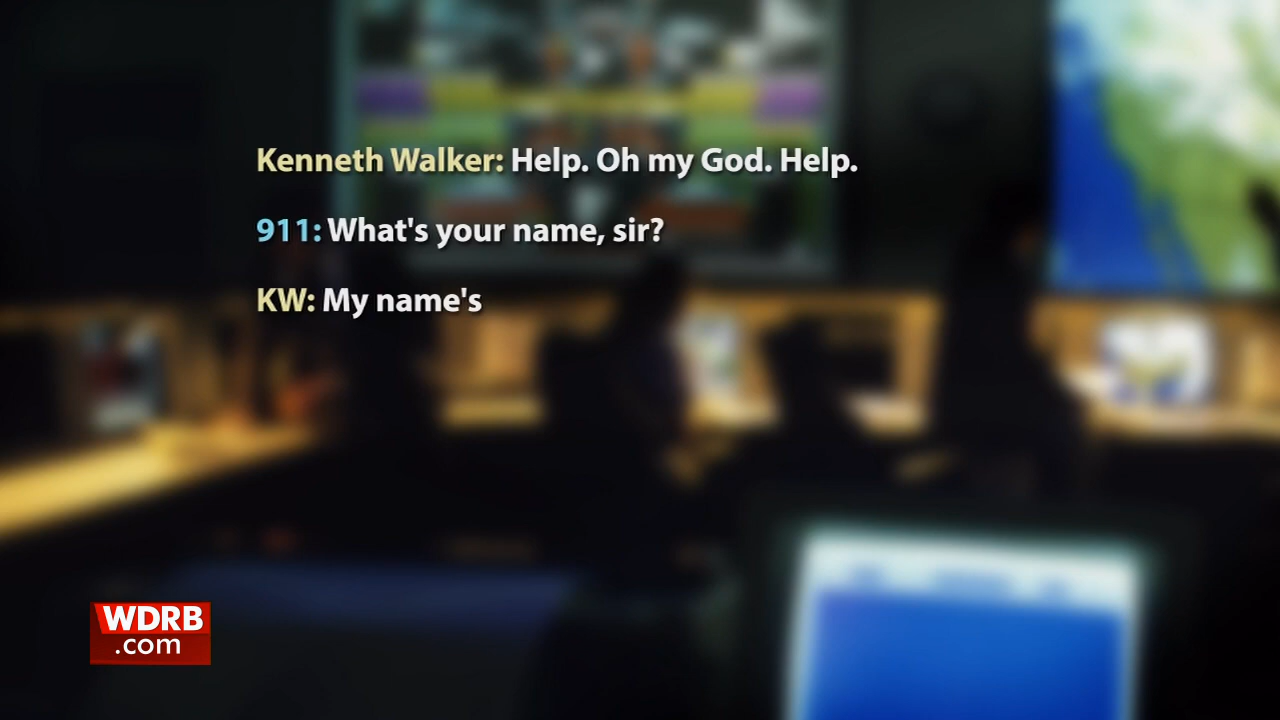 Kenneth Walker: Help. Oh my God. Help.
911: What's your name, sir?
KW: My name's
WDRB
.com